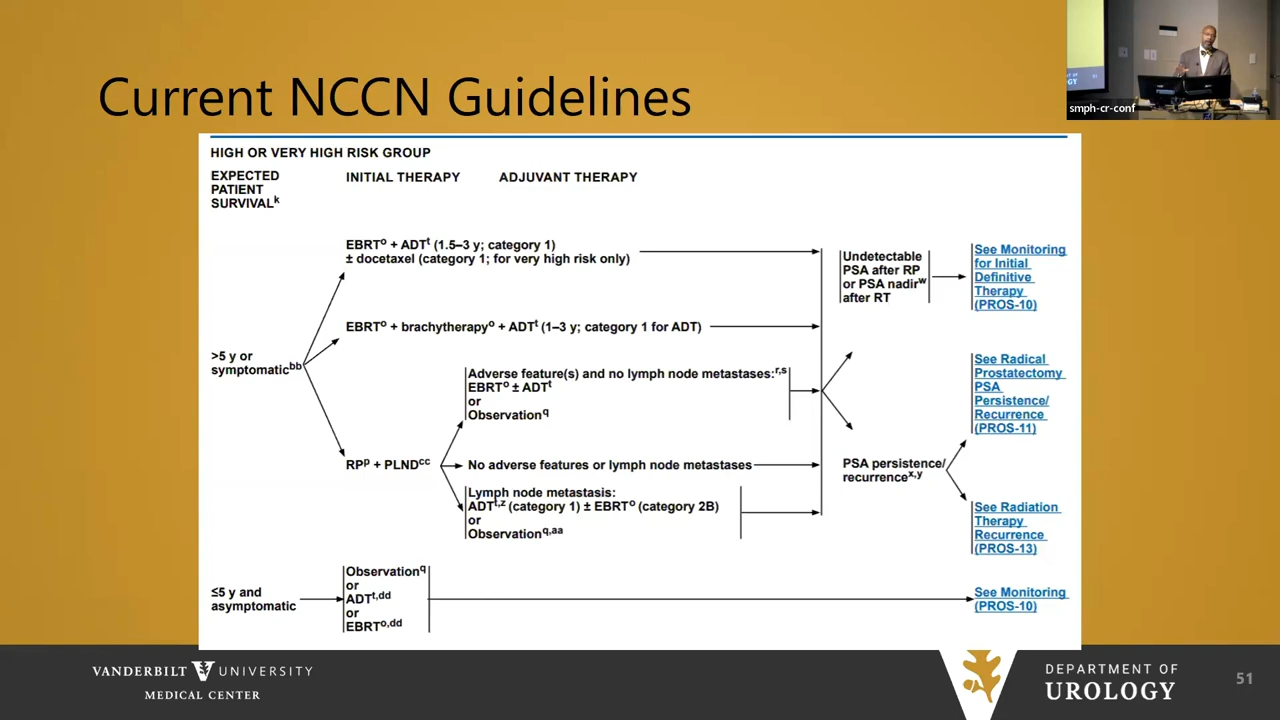 Current NCCN Guidelines
smph-cr-conf
HIGH OR VERY HIGH RISK GROUP
EXPECTED
PATIENT
SURVIVALk
INITIAL THERAPY
ADJUVANT THERAPY
EBRTo + ADTt (1.5–3 y; category 1)
± docetaxel (category 1; for very high risk only)
EBRTo + brachytherapyo + ADTt (1–3 y; category 1 for ADT)
>5 y or
symptomaticbb
Adverse feature(s) and no lymph node metastases:r,s
EBRTo ± ADTt
or
Observationq
RPp + PLNDcc
No adverse features or lymph node metastases
Lymph node metastasis:
ADTt,z (category 1) ± EBRTo (category 2B)
or
Observationq,aa
Undetectable
PSA after RP
or PSA nadirw
after RT
See Monitoring
for Initial
Definitive
Therapy
(PROS-10)
PSA persistence/
recurrencex,y
See Radical
Prostatectomy
PSA
Persistence/
Recurrence
(PROS-11)
See Radiation
Therapy
Recurrence
(PROS-13)
≤5 y and
asymptomatic
Observationq
or
ADTt,dd
or
EBRTo,dd
See Monitoring
(PROS-10)
VANDERBILT UNIVERSITY
MEDICAL CENTER
DEPARTMENT OF
UROLOGY
51